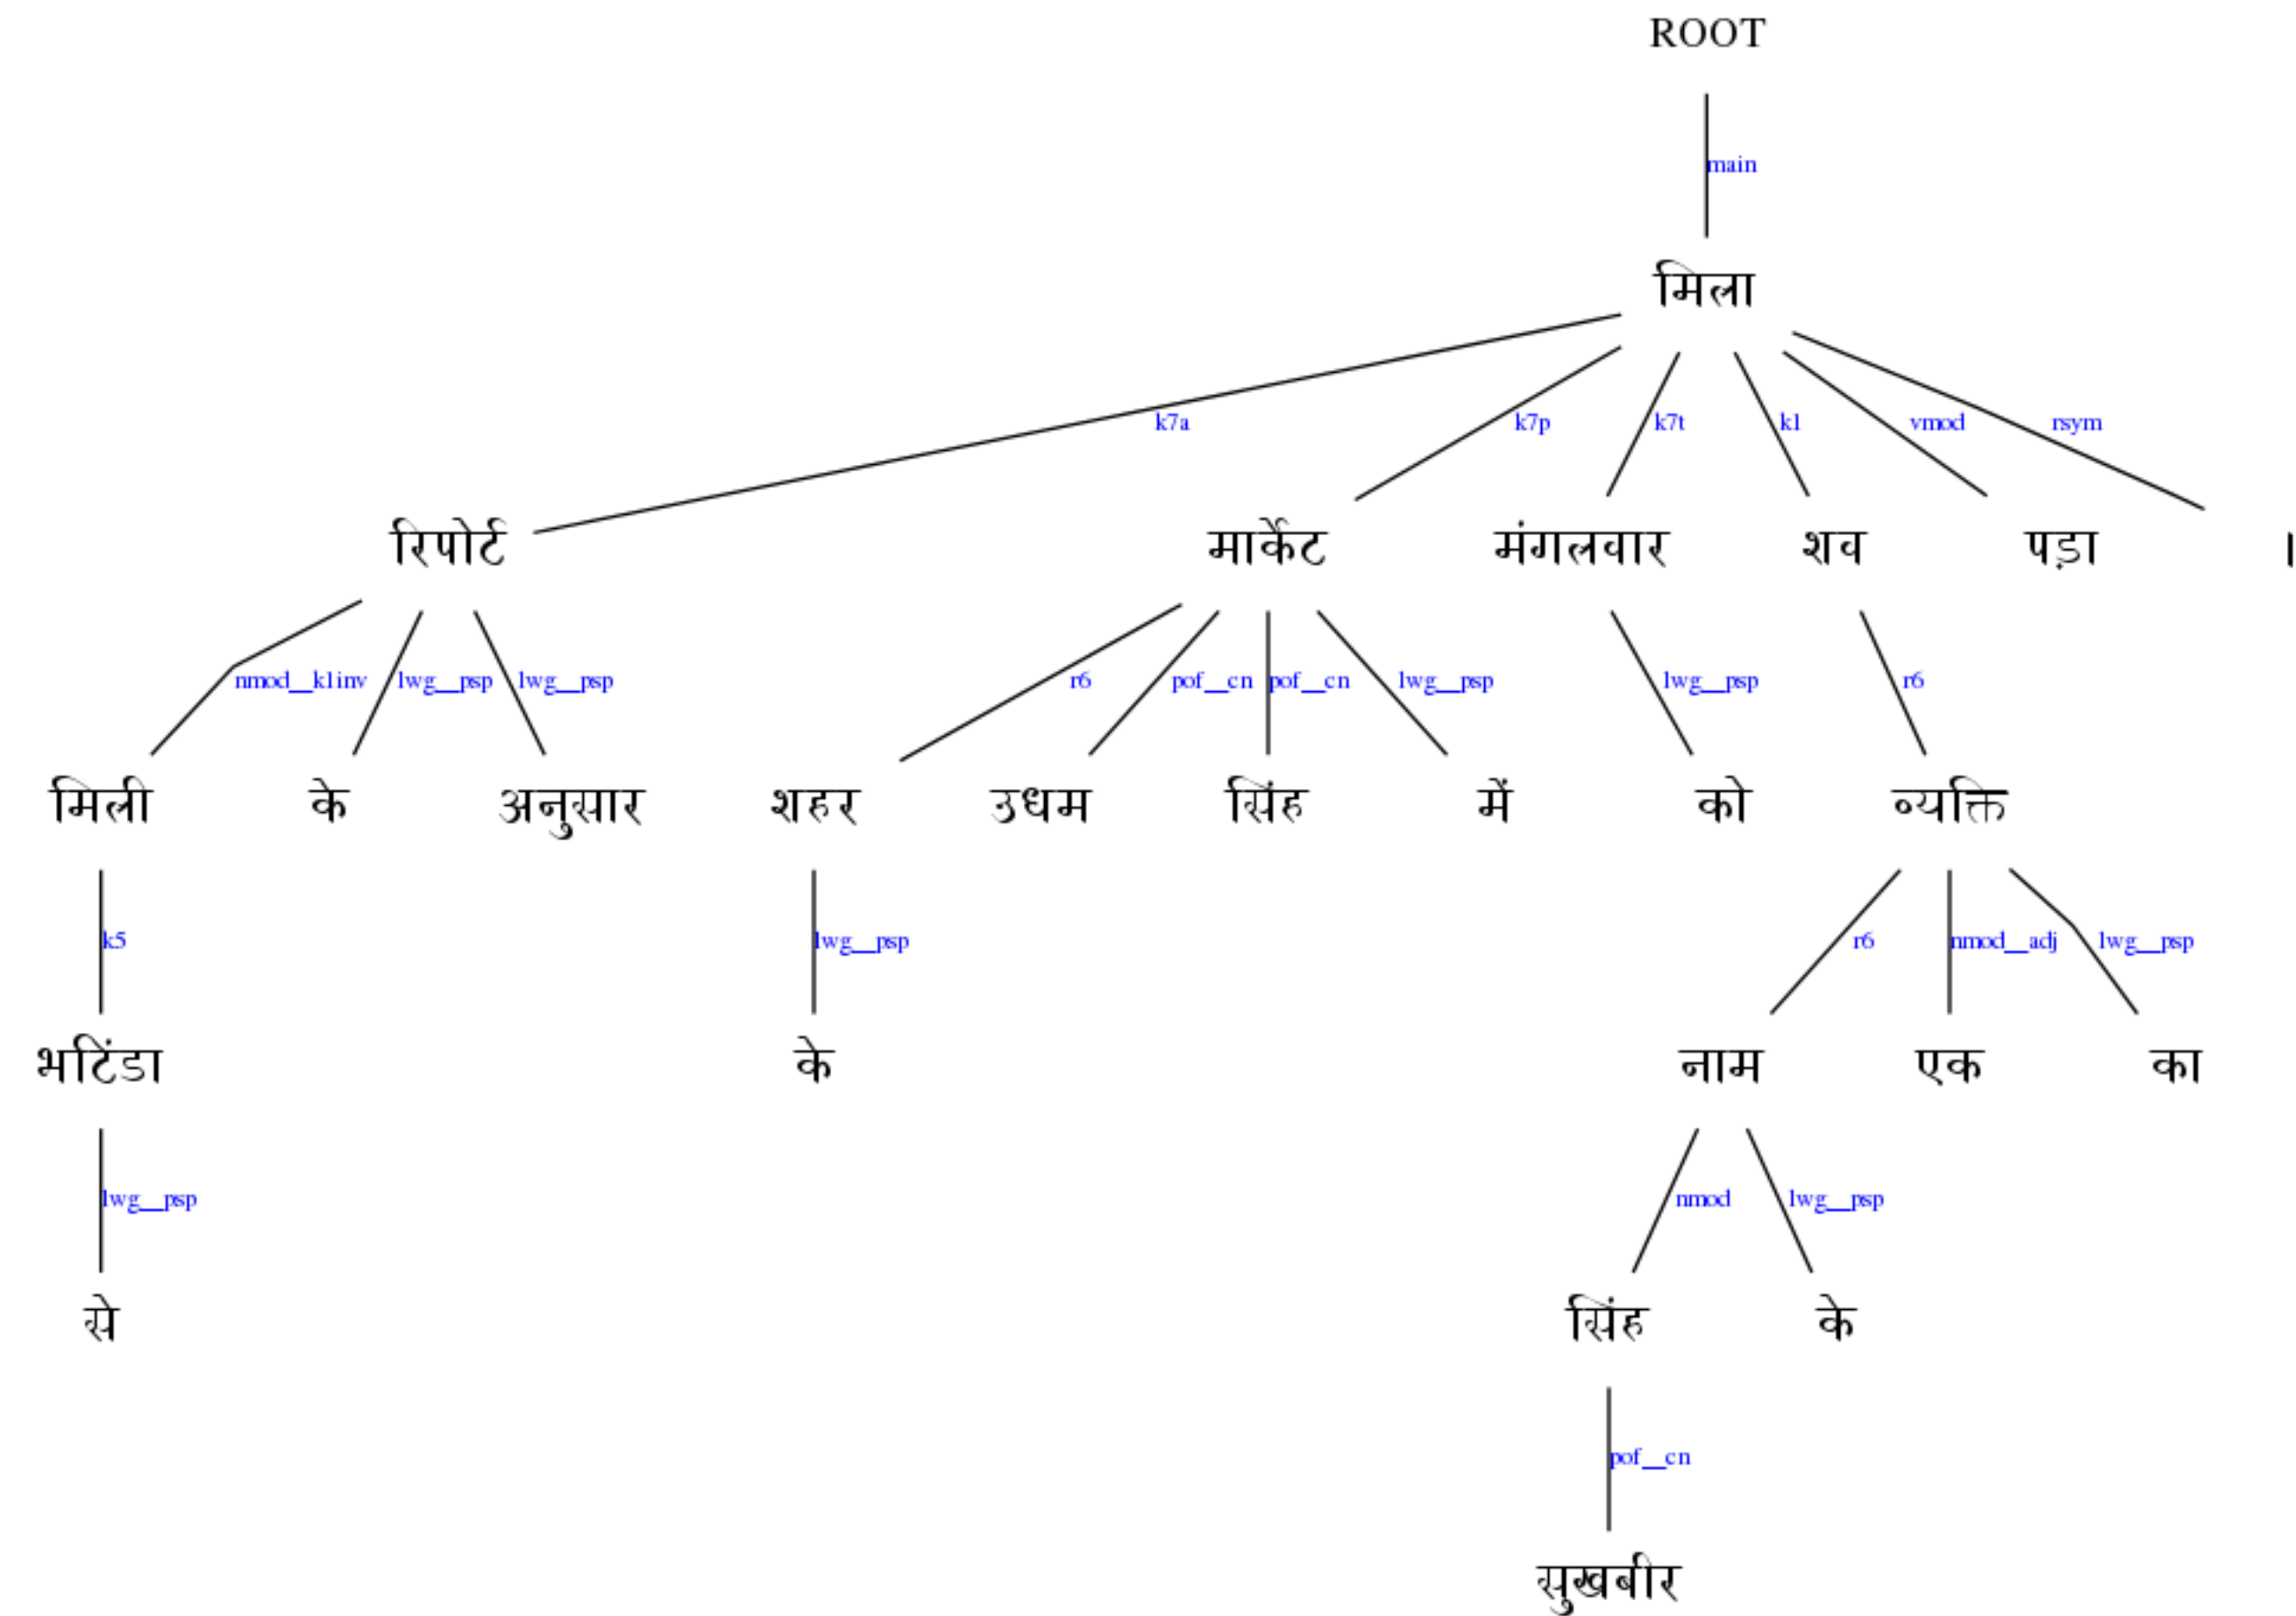 ROOT
main
मिला
k7a k7p k7t k1 vmod rsym
रिपोर्ट मार्केट मंगलवार शव पड़ा ।
nmod__k1inv lwg__psp lwg__psp r6 pof__cn pof__cn lwg__psp lwg__psp r6
मिली के अनुसार शहर उधम सिंह में को व्यक्ति
k5 lwg__psp r6 nmod__adj lwg__psp
भटिंडा के नाम एक का
lwg__psp nmod lwg__psp
से सिंह के
pof__cn
सुखबीर